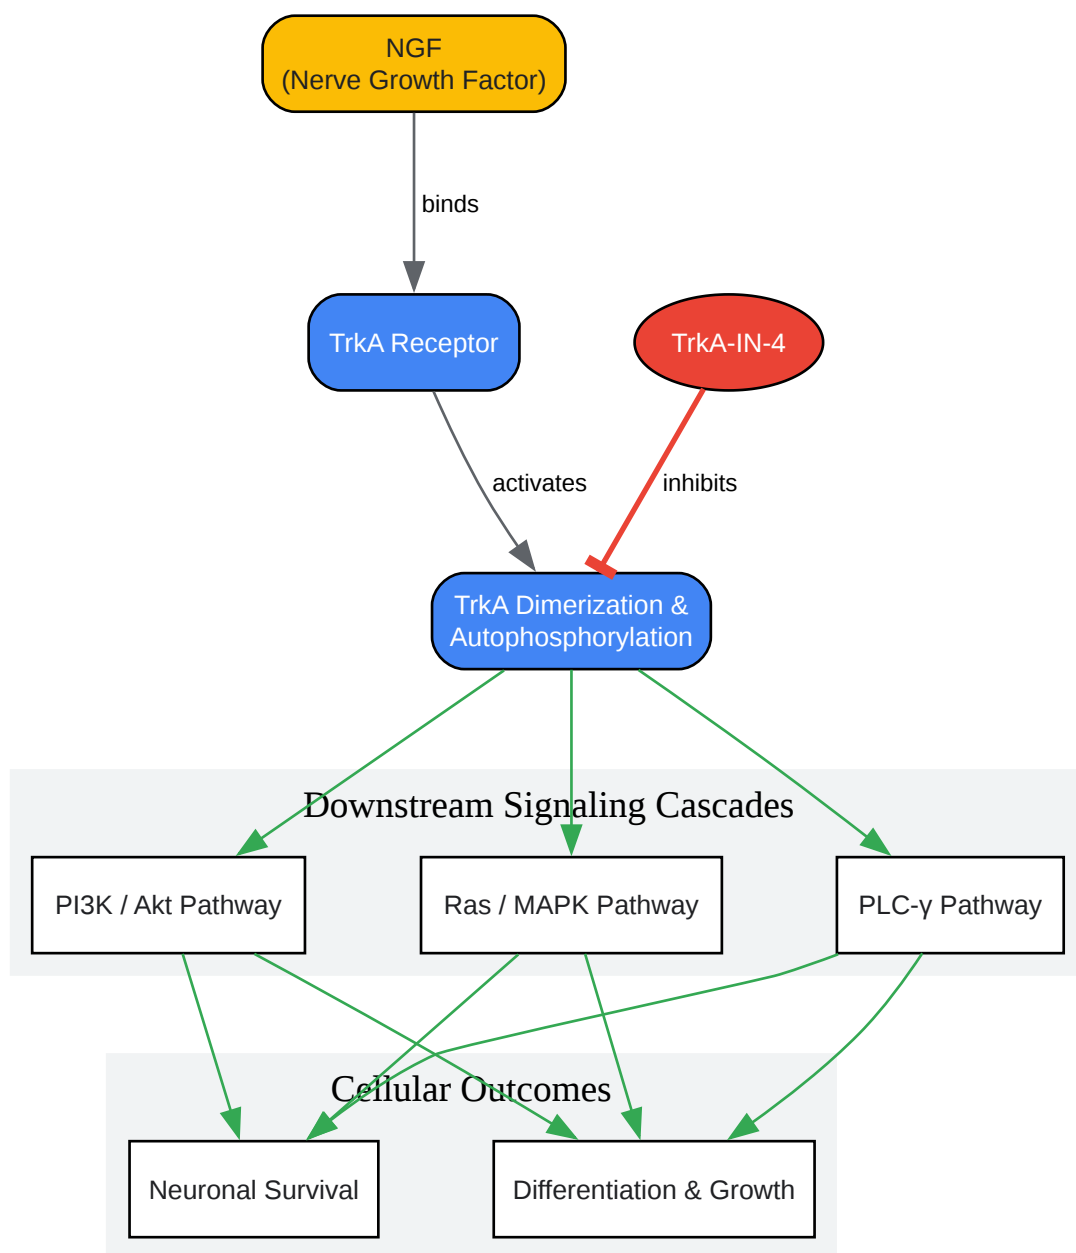 NGF
(Nerve Growth Factor)
binds
TrkA Receptor
TrkA-IN-4
activates
inhibits
TrkA Dimerization &
Autophosphorylation
Downstream Signaling Cascades
PI3K / Akt Pathway
Ras / MAPK Pathway
PLC-γ Pathway
Cellular Outcomes
Neuronal Survival
Differentiation & Growth